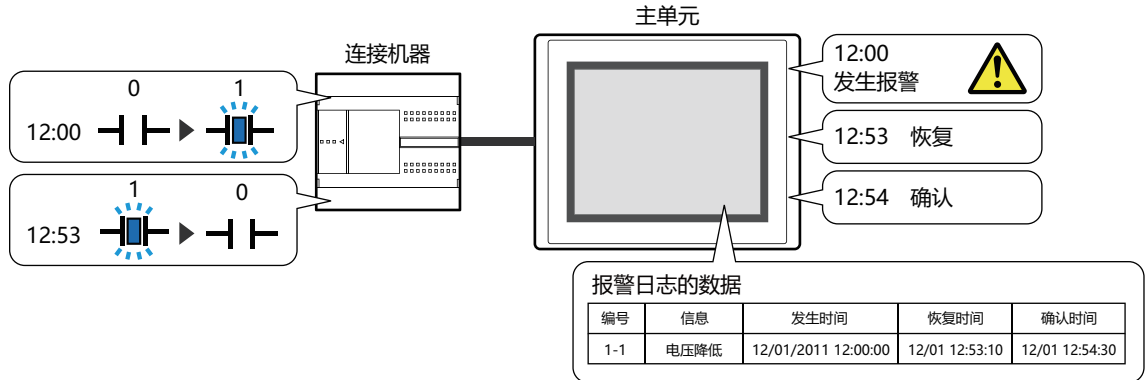 主单元
连接机器
0 1
12:00
1 0
12:53
12:00
发生报警
12:53 恢复
12:54 确认
报警日志的数据
编号 信息 发生时间 恢复时间 确认时间
1-1 电压降低 12/01/2011 12:00:00 12/01 12:53:10 12/01 12:54:30